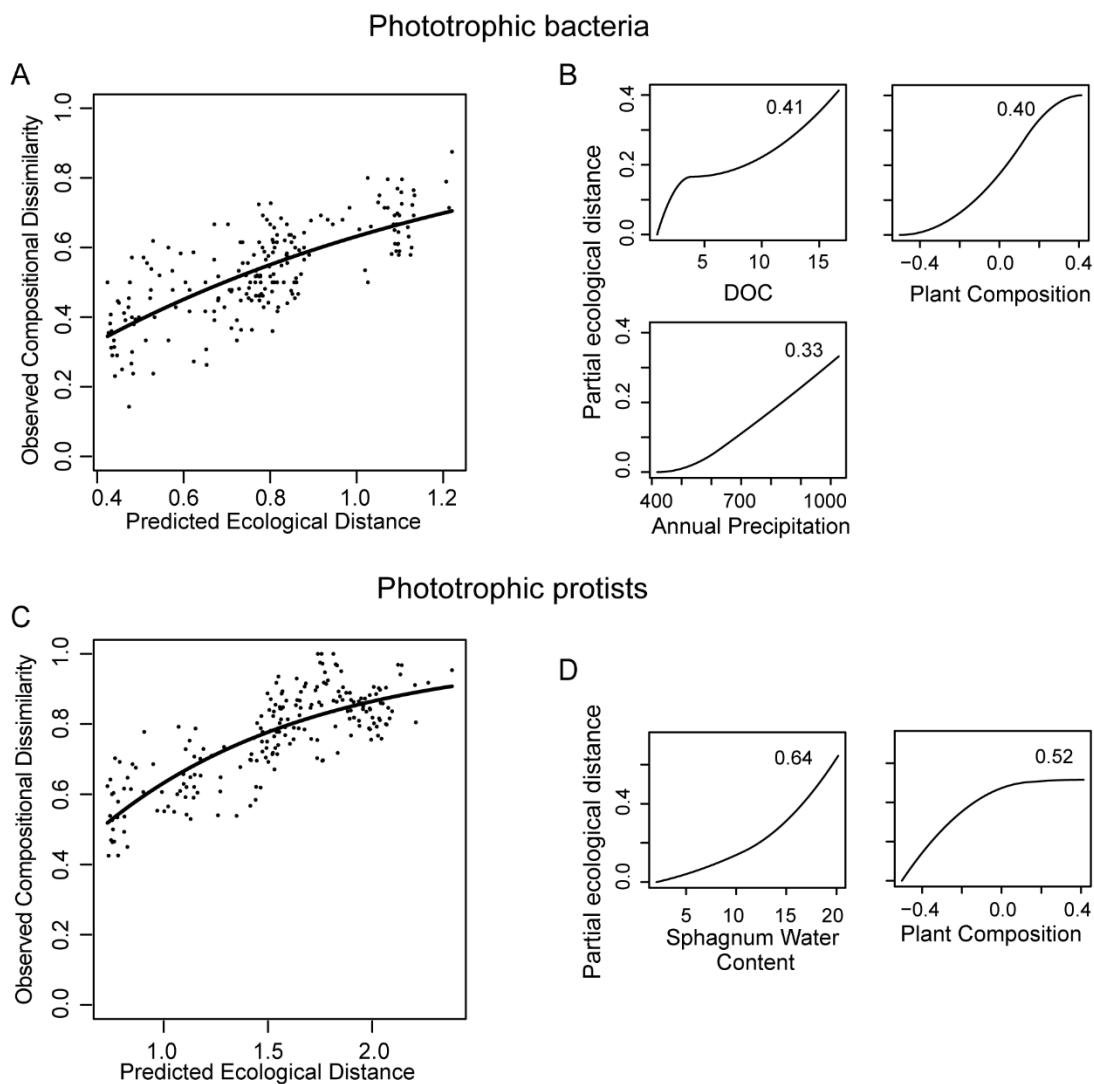 Phototrophic bacteria
A
Observed Compositional Dissimilarity
1.0
0.8
0.6
0.4
0.2
0.0
0.4 0.6 0.8 1.0 1.2
Predicted Ecological Distance
B
Partial ecological distance
0.4
0.2
0.0
0.41
5 10 15
DOC
0.40
−0.4 0.0 0.4
Plant Composition
0.4
0.2
0.0
0.33
400 700 1000
Annual Precipitation
Phototrophic protists
C
Observed Compositional Dissimilarity
1.0
0.8
0.6
0.4
0.2
0.0
1.0 1.5 2.0
Predicted Ecological Distance
D
Partial ecological distance
0.4
0.0
0.64
5 10 15 20
Sphagnum Water
Content
0.52
−0.4 0.0 0.4
Plant Composition